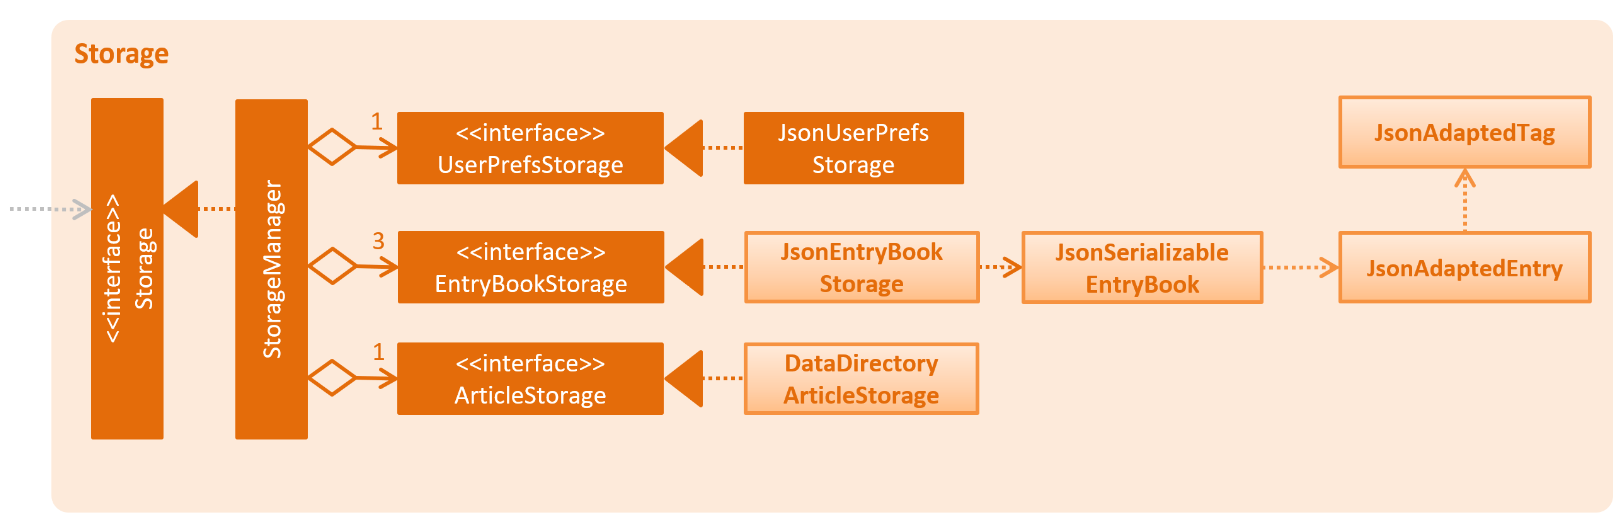 Storage
<<interface>>
Storage
StorageManager
1
<<interface>>
UserPrefsStorage
JsonUserPrefs
Storage
3
<<interface>>
EntryBookStorage
JsonEntryBook
Storage
JsonSerializable
EntryBook
JsonAdaptedEntry
JsonAdaptedTag
1
<<interface>>
ArticleStorage
DataDirectory
ArticleStorage